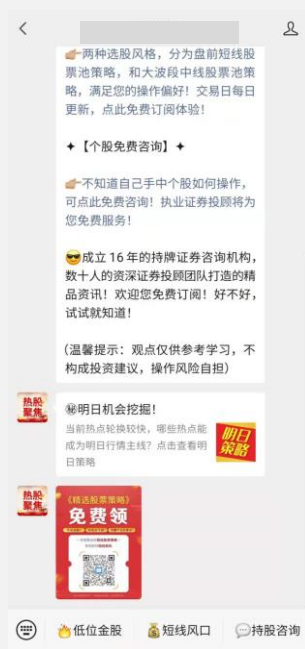 👉两种选股风格，分为盘前短线股
票池策略，和大波段中线股票池策
略，满足您的操作偏好！交易日每日
更新，点此免费订阅体验！
✦【个股免费咨询】✦
👉不知道自己手中个股如何操作，
可点此免费咨询！执业证券投顾将为
您免费服务！
😎成立 16 年的持牌证券咨询机构，
数十人的资深证券投顾团队打造的精
品资讯！欢迎您免费订阅！好不好，
试试就知道！
（温馨提示：观点仅供参考学习，不
构成投资建议，操作风险自担）
热股
聚焦
㊙明日机会挖掘！
当前热点轮换较快，哪些热点能
成为明日行情主线？点击查看明
日策略
明日
策略
热股
聚焦
《精选股票策略》
免费领
低位金股
短线风口
持股咨询